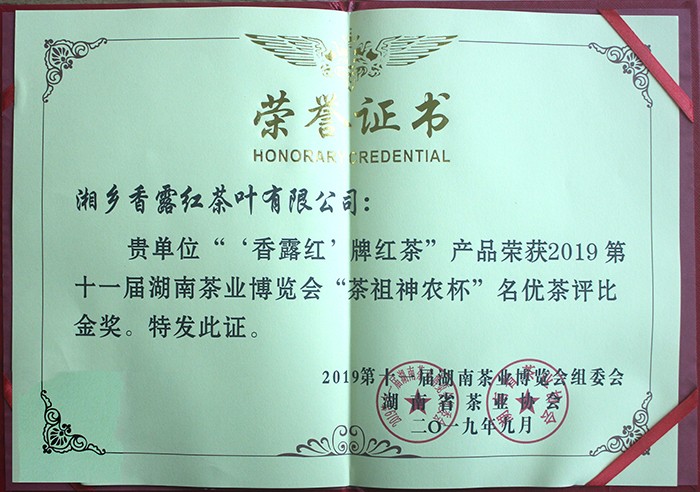 荣誉证书
HONORARY CREDENTIAL
湘乡香露红茶叶有限公司：
贵单位“‘香露红’牌红茶”产品荣获2019 第
十一届湖南茶业博览会“茶祖神农杯”名优茶评比
金奖。特发此证。
2019第十一届湖南茶业博览会组委会
湖南省茶业协会
二〇一九年九月